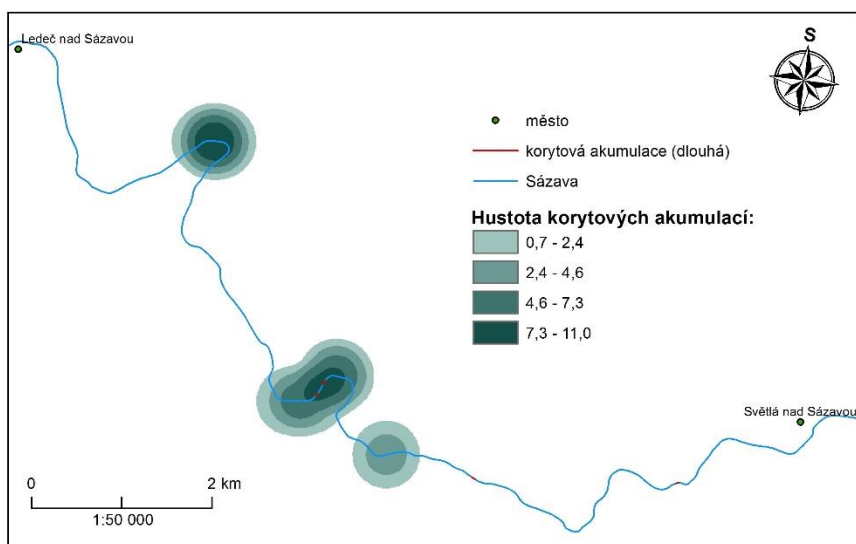 Ledeč nad Sázavou
S
město
korytová akumulace (dlouhá)
Sázava
Hustota korytových akumulací:
0,7 - 2,4
2,4 - 4,6
4,6 - 7,3
7,3 - 11,0
Světlá nad Sázavou
0 2 km
1:50 000